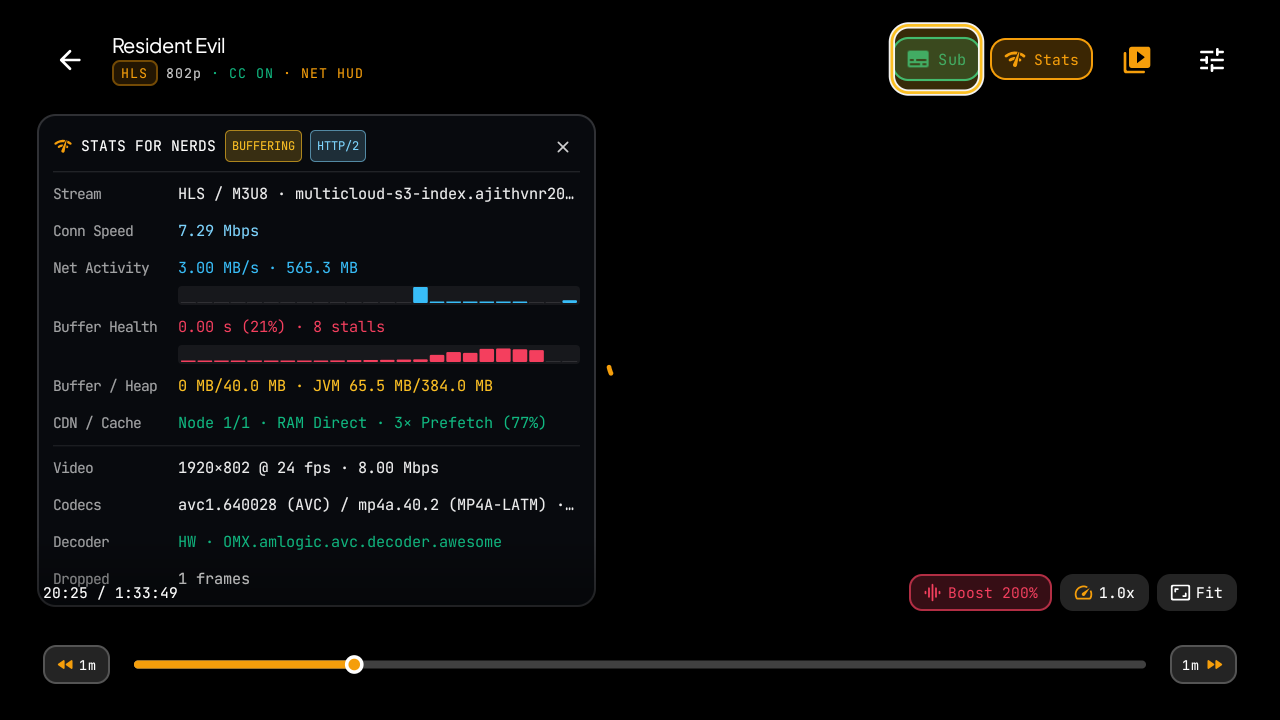 Resident Evil
HLS 802p · CC ON · NET HUD
Sub
Stats
STATS FOR NERDS BUFFERING HTTP/2
Stream HLS / M3U8 · multicloud-s3-index.ajithvnr20…
Conn Speed 7.29 Mbps
Net Activity 3.00 MB/s · 565.3 MB
Buffer Health 0.00 s (21%) · 8 stalls
Buffer / Heap 0 MB/40.0 MB · JVM 65.5 MB/384.0 MB
CDN / Cache Node 1/1 · RAM Direct · 3× Prefetch (77%)
Video 1920×802 @ 24 fps · 8.00 Mbps
Codecs avc1.640028 (AVC) / mp4a.40.2 (MP4A-LATM) ·…
Decoder HW · OMX.amlogic.avc.decoder.awesome
Dropped 1 frames
20:25 / 1:33:49
Boost 200% 1.0x Fit
1m
1m